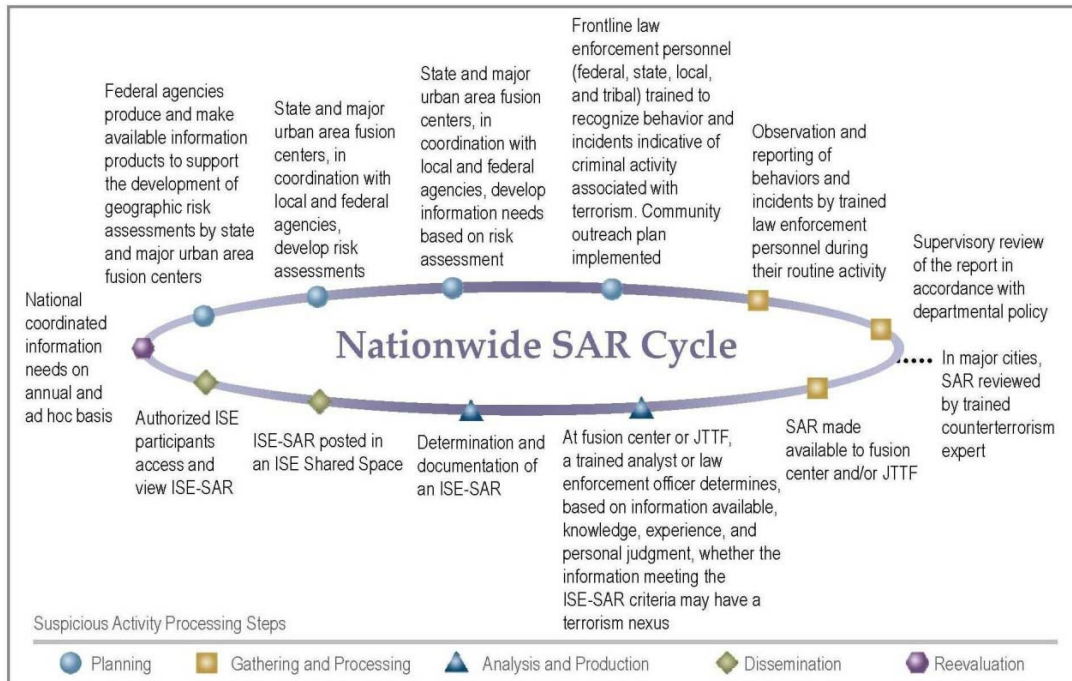 Federal agencies
produce and make
available information
products to support
the development of
geographic risk
assessments by state
and major urban area
fusion centers
State and major
urban area fusion
centers, in
coordination with
local and federal
agencies,
develop risk
assessments
State and major
urban area fusion
centers, in
coordination with
local and federal
agencies, develop
information needs
based on risk
assessment
Frontline law
enforcement personnel
(federal, state, local,
and tribal) trained to
recognize behavior and
incidents indicative of
criminal activity
associated with
terrorism. Community
outreach plan
implemented
Observation and
reporting of
behaviors and
incidents by trained
law enforcement
personnel during
their routine activity
Supervisory review
of the report in
accordance with
departmental policy
National
coordinated
information
needs on
annual and
ad hoc basis
Nationwide SAR Cycle
In major cities,
SAR reviewed
by trained
counterterrorism
expert
Authorized ISE
participants
access and
view ISE-SAR
ISE-SAR posted in
an ISE Shared Space
Determination and
documentation of
an ISE-SAR
At fusion center or JTTF,
a trained analyst or law
enforcement officer determines,
based on information available,
knowledge, experience, and
personal judgment, whether the
information meeting the
ISE-SAR criteria may have a
terrorism nexus
SAR made
available to fusion
center and/or JTTF
Suspicious Activity Processing Steps
Planning
Gathering and Processing
Analysis and Production
Dissemination
Reevaluation